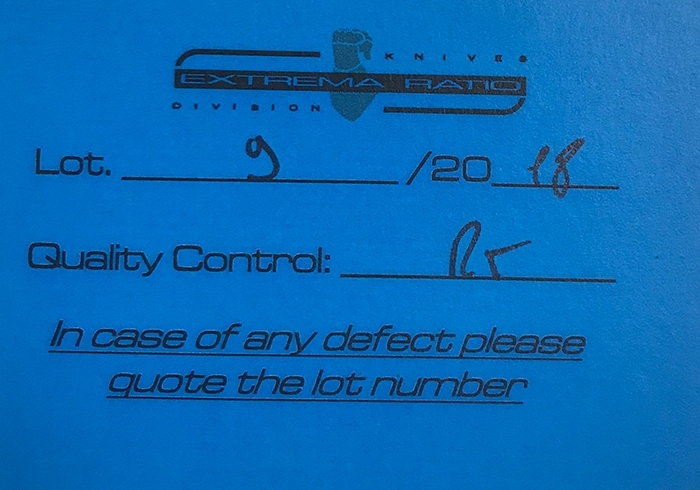 KNIVES
EXTREMA RATIO
DIVISION
Lot. 9 /20 18
Quality Control:
In case of any defect please
quote the lot number